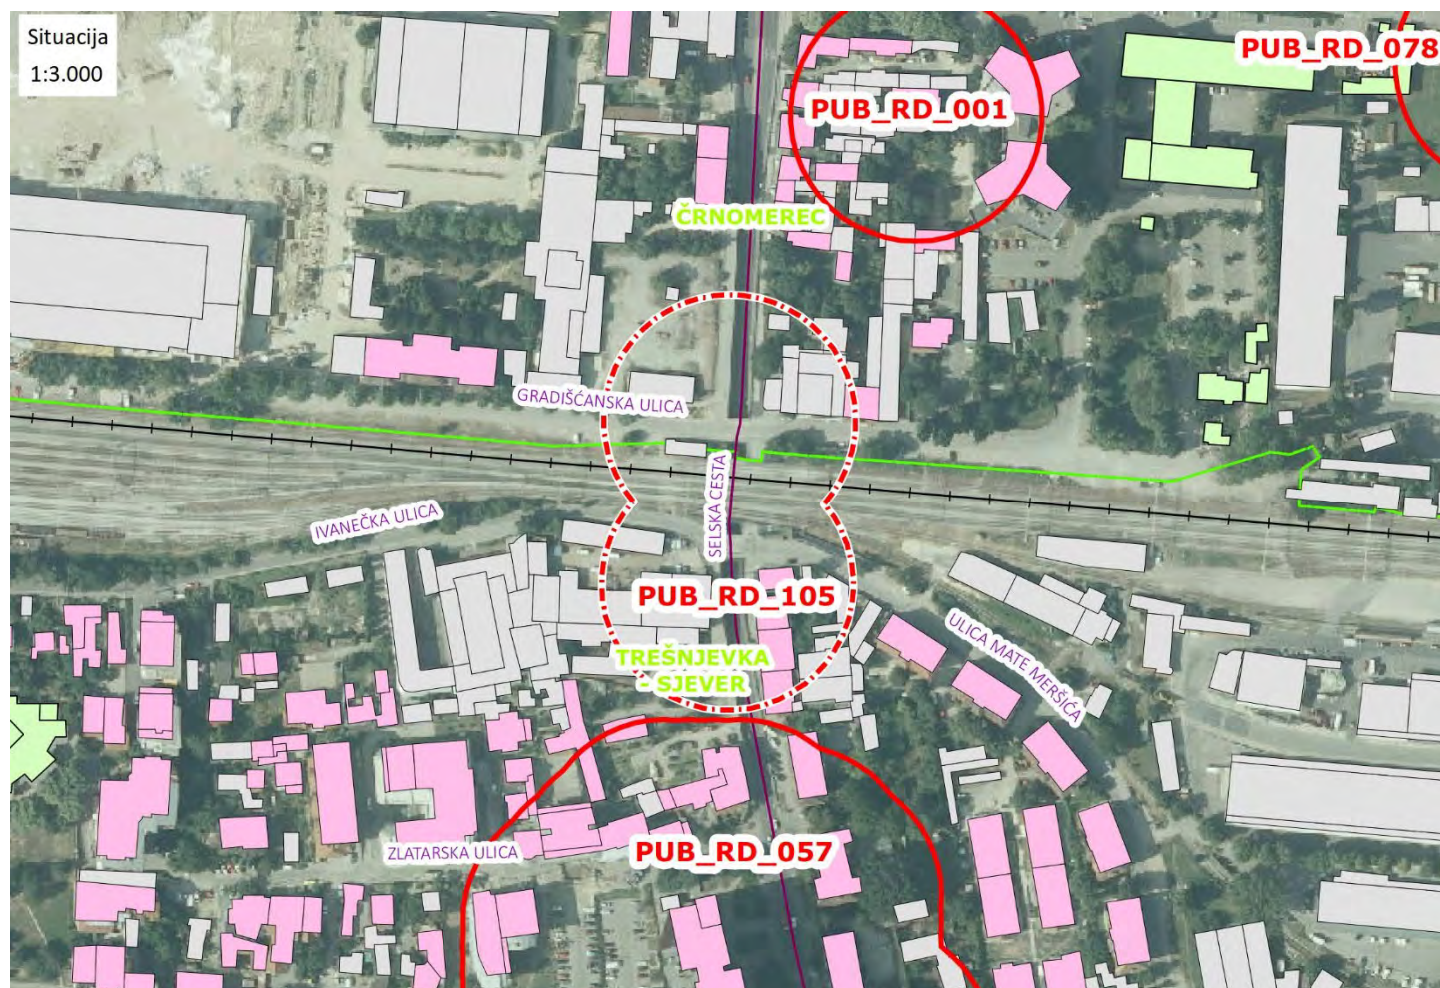 Situacija
1:3.000
PUB_RD_078
PUB_RD_001
ČRNOMEREC
GRADIŠĆANSKA ULICA
SELSKA CESTA
IVANEČKA ULICA
PUB_RD_105
ULICA MATE MERŠIĆA
TREŠNJEVKA
- SJEVER
ZLATARSKA ULICA
PUB_RD_057